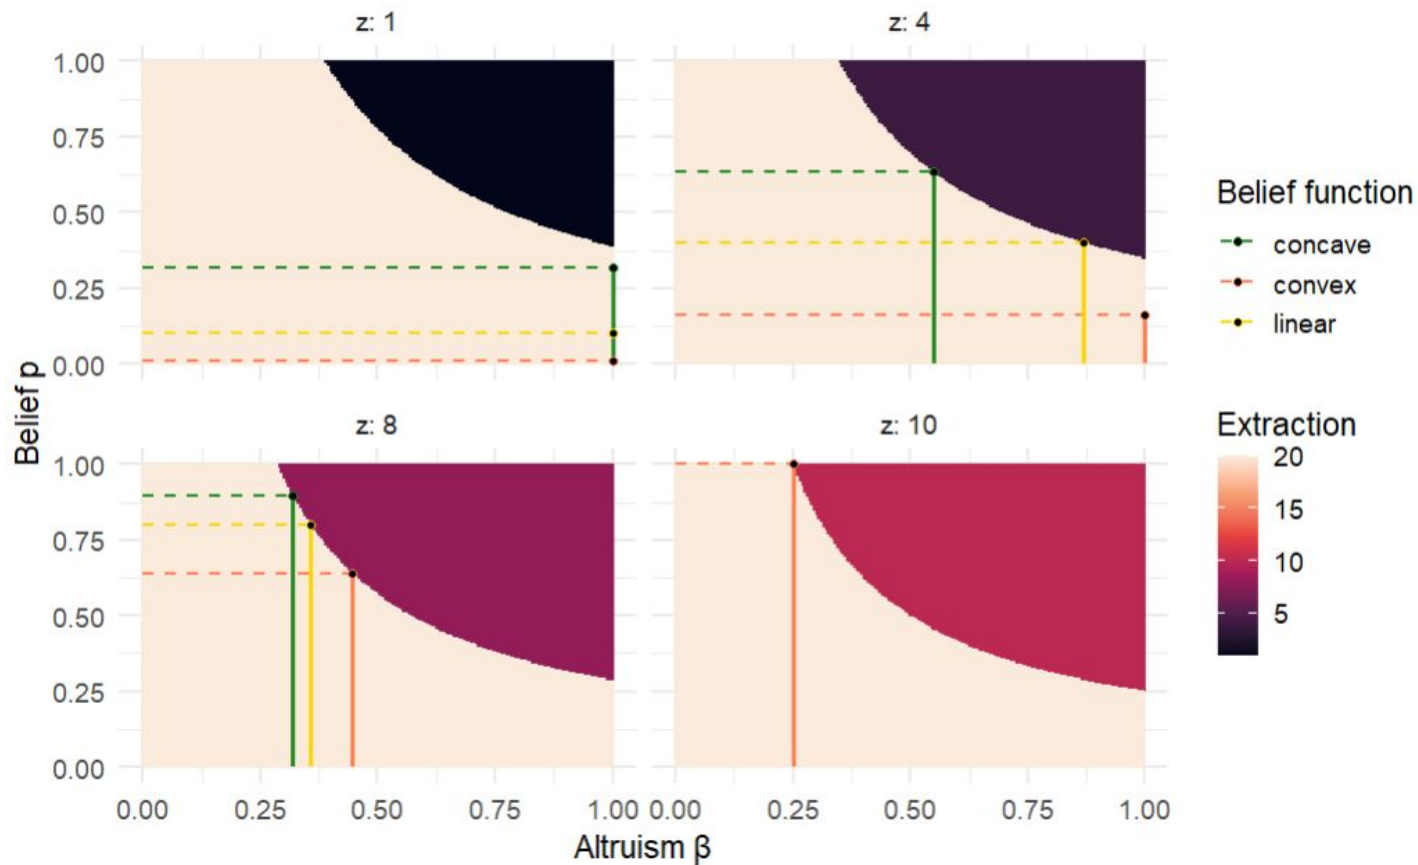 z: 1
z: 4
1.00
0.75
0.50
0.25
0.00
z: 8
z: 10
1.00
0.75
0.50
0.25
0.00
0.00 0.25 0.50 0.75 1.00 0.00 0.25 0.50 0.75 1.00
Altruism β
Belief p
Belief function
concave
convex
linear
Extraction
20
15
10
5